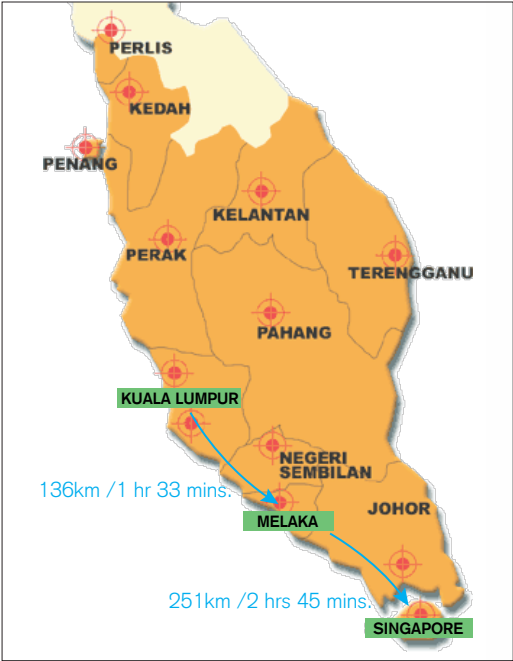 PERLIS
KEDAH
PENANG
KELANTAN
PERAK
TERENGGANU
PAHANG
KUALA LUMPUR
NEGERI
SEMBILAN
136km /1 hr 33 mins.
JOHOR
MELAKA
251km /2 hrs 45 mins.
SINGAPORE